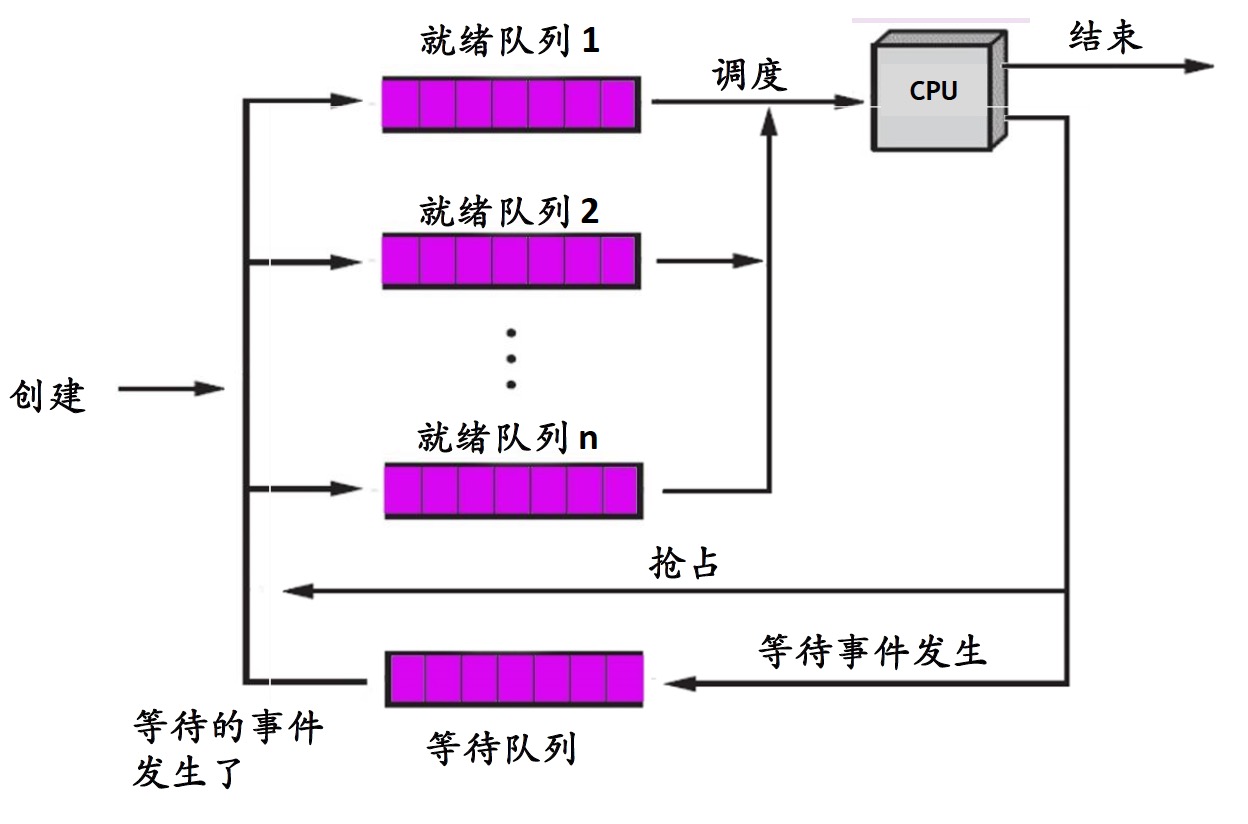 就绪队列 1
调度
CPU
结束
就绪队列 2
创建
就绪队列 n
抢占
等待事件发生
等待的事件
发生了
等待队列